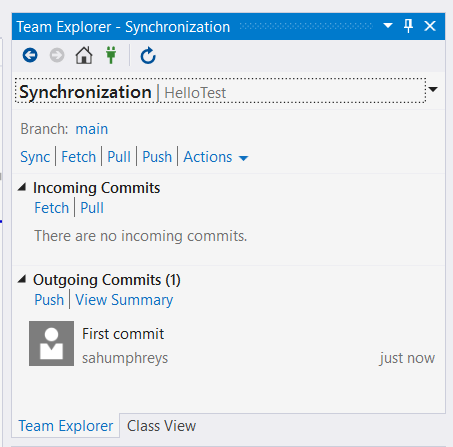 Team Explorer - Synchronization
Synchronization | HelloTest
Branch: main
Sync | Fetch | Pull | Push | Actions
Incoming Commits
Fetch | Pull
There are no incoming commits.
Outgoing Commits (1)
Push | View Summary
First commit
sahumphreys just now
Team Explorer Class View